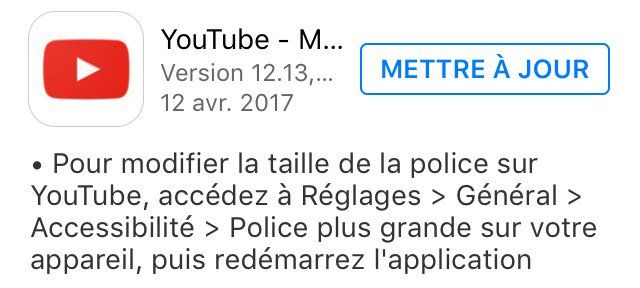 YouTube - M...
Version 12.13,...
12 avr. 2017
METTRE À JOUR
• Pour modifier la taille de la police sur
YouTube, accédez à Réglages > Général >
Accessibilité > Police plus grande sur votre
appareil, puis redémarrez l'application